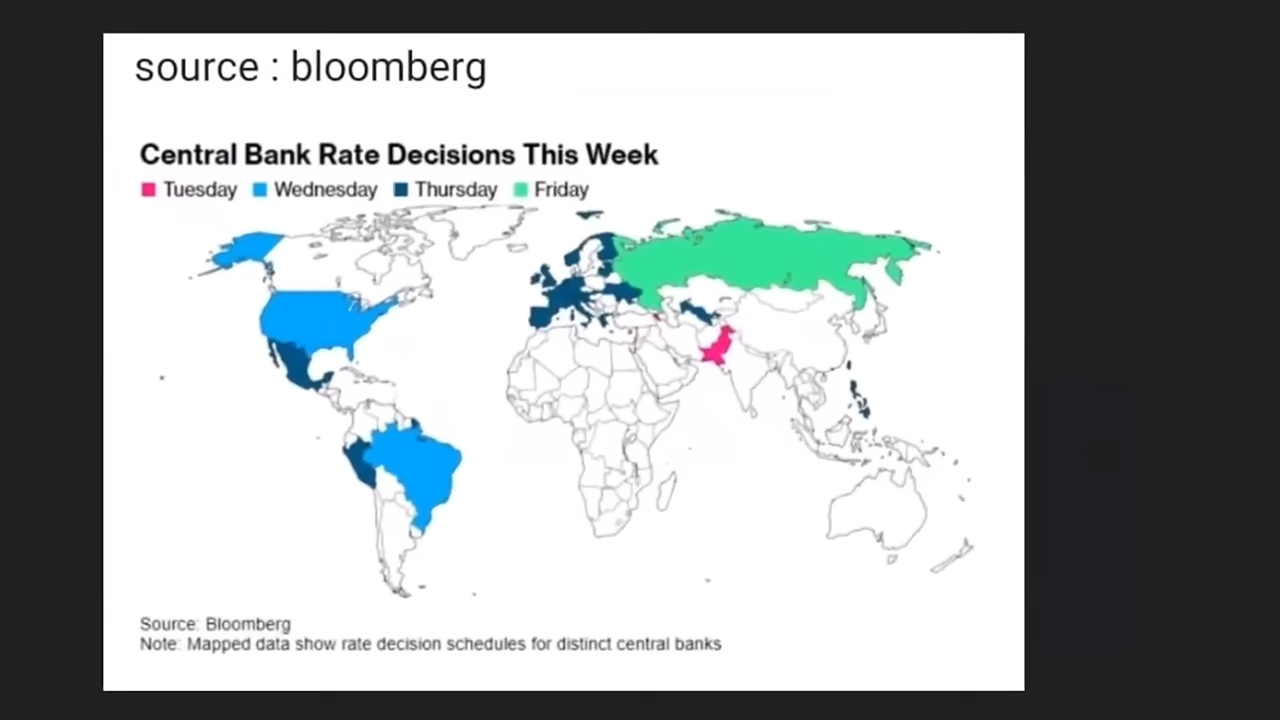 source : bloomberg
Central Bank Rate Decisions This Week
Tuesday Wednesday Thursday Friday
Source: Bloomberg
Note: Mapped data show rate decision schedules for distinct central banks